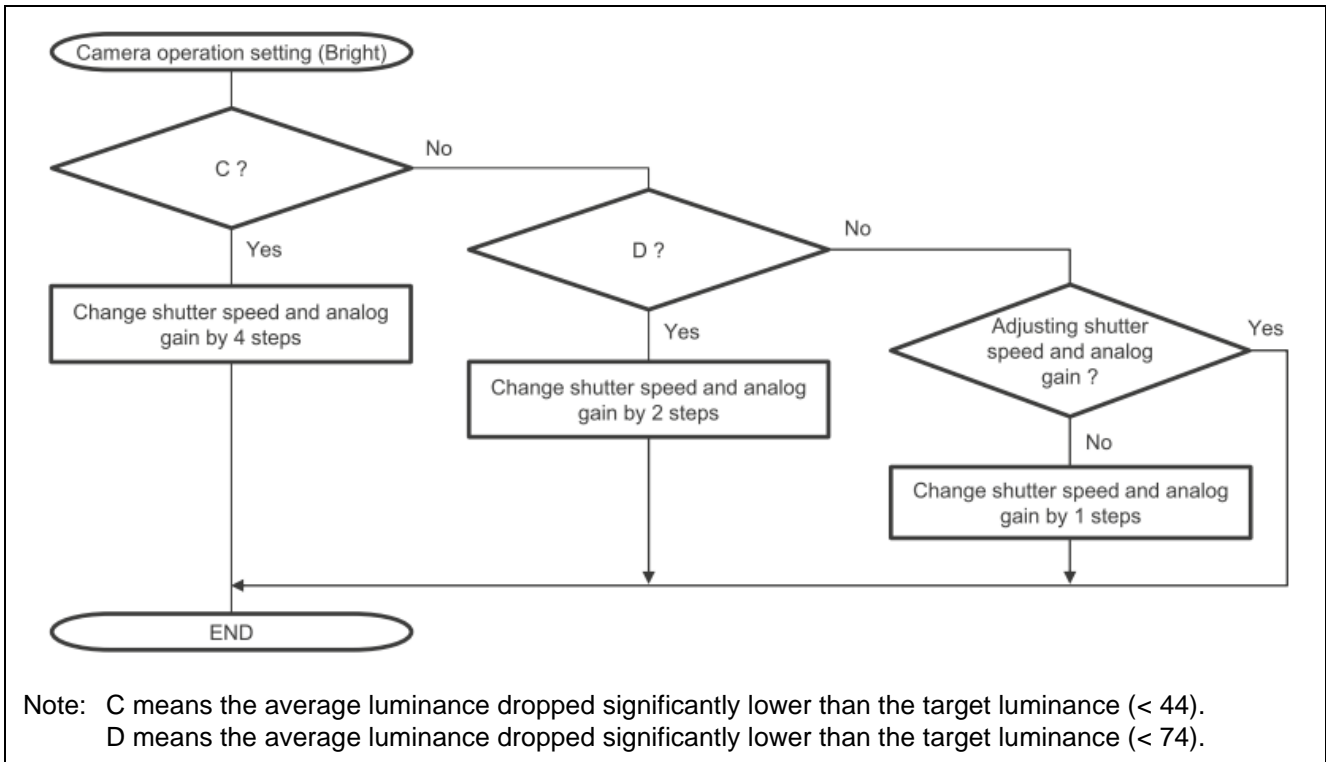 Camera operation setting (Bright)
C ?
No
Yes
Change shutter speed and analog
gain by 4 steps
D ?
No
Yes
Change shutter speed and analog
gain by 2 steps
Adjusting shutter
speed and analog
gain ?
Yes
No
Change shutter speed and analog
gain by 1 steps
END
Note: C means the average luminance dropped significantly lower than the target luminance (< 44).
D means the average luminance dropped significantly lower than the target luminance (< 74).